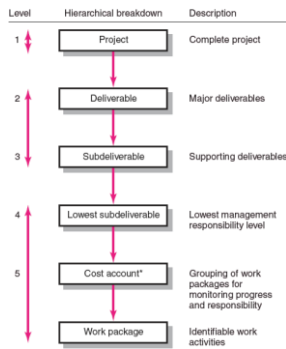 Level Hierarchical breakdown Description
1 Project Complete project
2 Deliverable Major deliverables
3 Subdeliverable Supporting deliverables
4 Lowest subdeliverable Lowest management
responsibility level
5 Cost account* Grouping of work
packages for
monitoring progress
and responsibility
Work package Identifiable work
activities